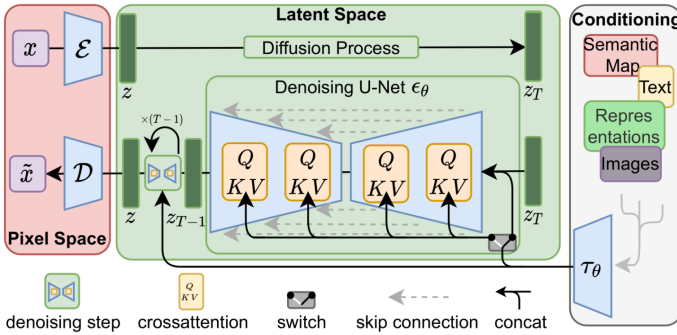 Latent Space
Conditioning
x
ℰ
Diffusion Process
Semantic
Map
z
z_T
Denoising U-Net ϵ_θ
Text
×(T−1)
Repres
entations
Q
KV
Q
KV
Q
KV
Q
KV
Images
x̃
𝒟
z
z_{T−1}
z_T
Pixel Space
τ_θ
Q
KV
denoising step
crossattention
switch
skip connection
concat